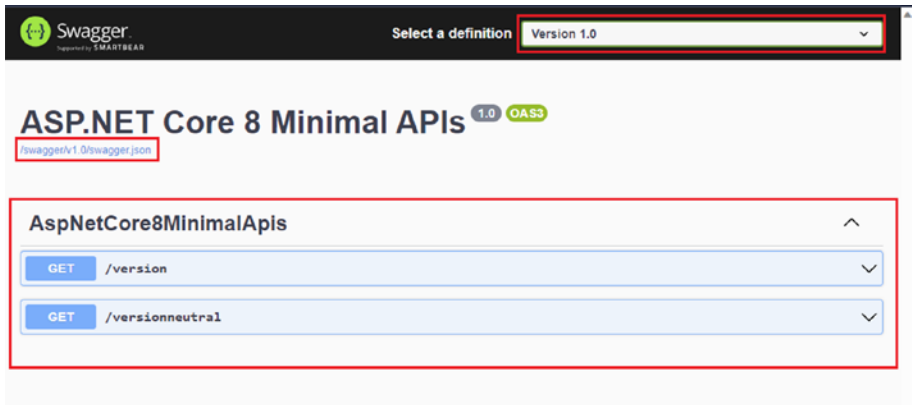 Swagger.
Supported by SMARTBEAR
Select a definition
Version 1.0
ASP.NET Core 8 Minimal APIs 1.0 OAS3
/swagger/v1.0/swagger.json
AspNetCore8MinimalApis
GET /version
GET /versionneutral